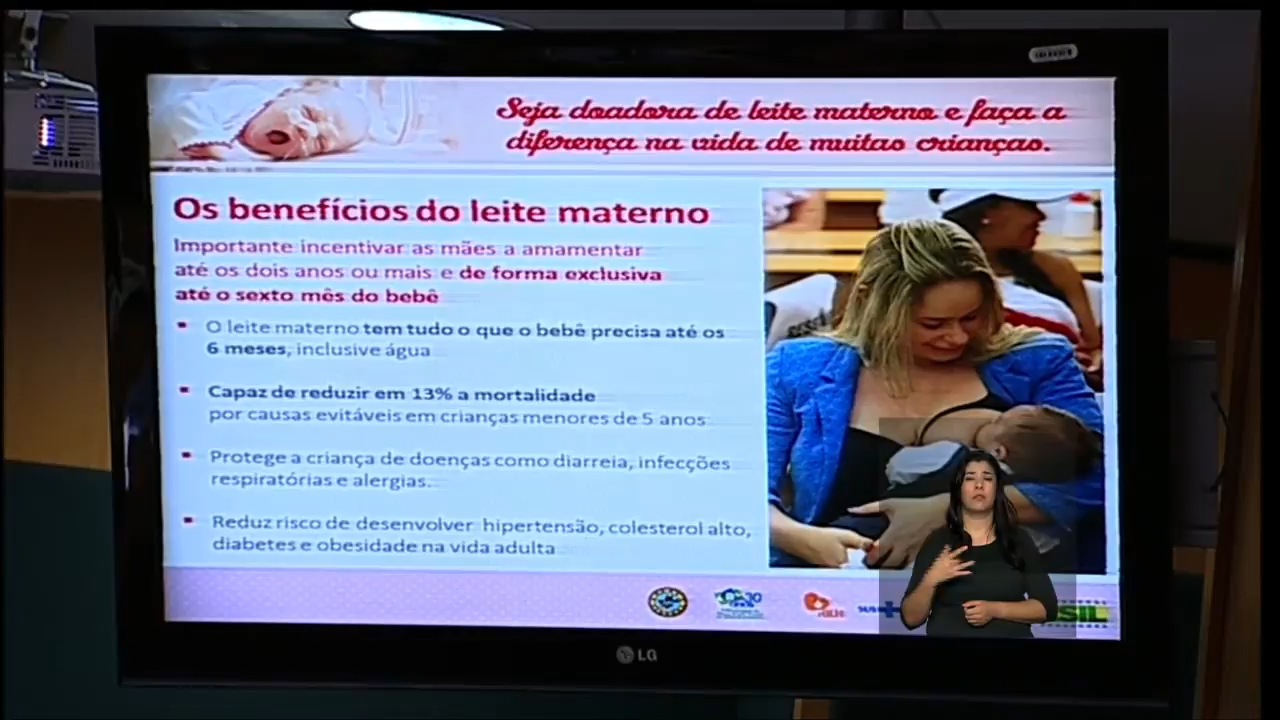 Seja doadora de leite materno e faça a
diferença na vida de muitas crianças.
Os benefícios do leite materno
Importante incentivar as mães a amamentar
até os dois anos ou mais e de forma exclusiva
até o sexto mês do bebê
O leite materno tem tudo o que o bebê precisa até os
6 meses, inclusive água
Capaz de reduzir em 13% a mortalidade
por causas evitáveis em crianças menores de 5 anos
Protege a criança de doenças como diarreia, infecções
respiratórias e alergias.
Reduz risco de desenvolver hipertensão, colesterol alto,
diabetes e obesidade na vida adulta
30
SUS
SIL
LG